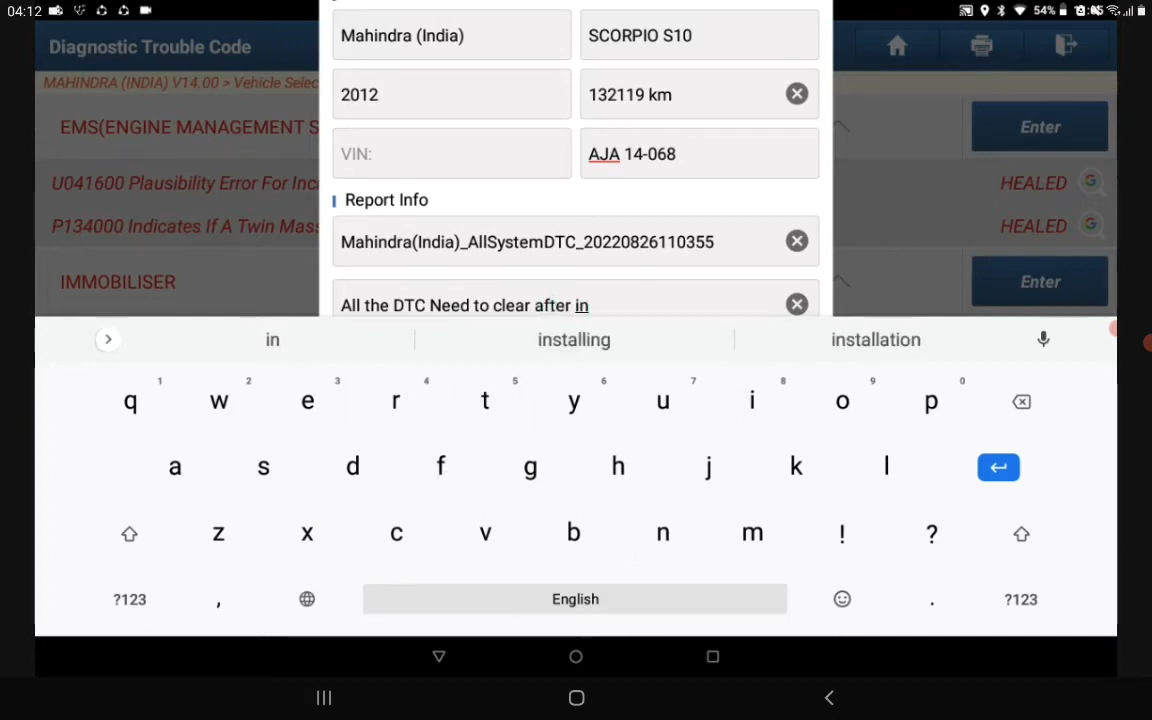 04:12
54%
Diagnostic Trouble Code
MAHINDRA (INDIA) V14.00 > Vehicle Selec
EMS(ENGINE MANAGEMENT S
Enter
U041600 Plausibility Error For Inc
HEALED
P134000 Indicates If A Twin Mass
HEALED
IMMOBILISER
Enter
Mahindra (India)
SCORPIO S10
2012
132119 km
VIN:
AJA 14-068
Report Info
Mahindra(India)_AllSystemDTC_20220826110355
All the DTC Need to clear after in
in
installing
installation
1 2 3 4 5 6 7 8 9 0
q w e r t y u i o p
a s d f g h j k l
z x c v b n m ! ?
?123 , English . ?123